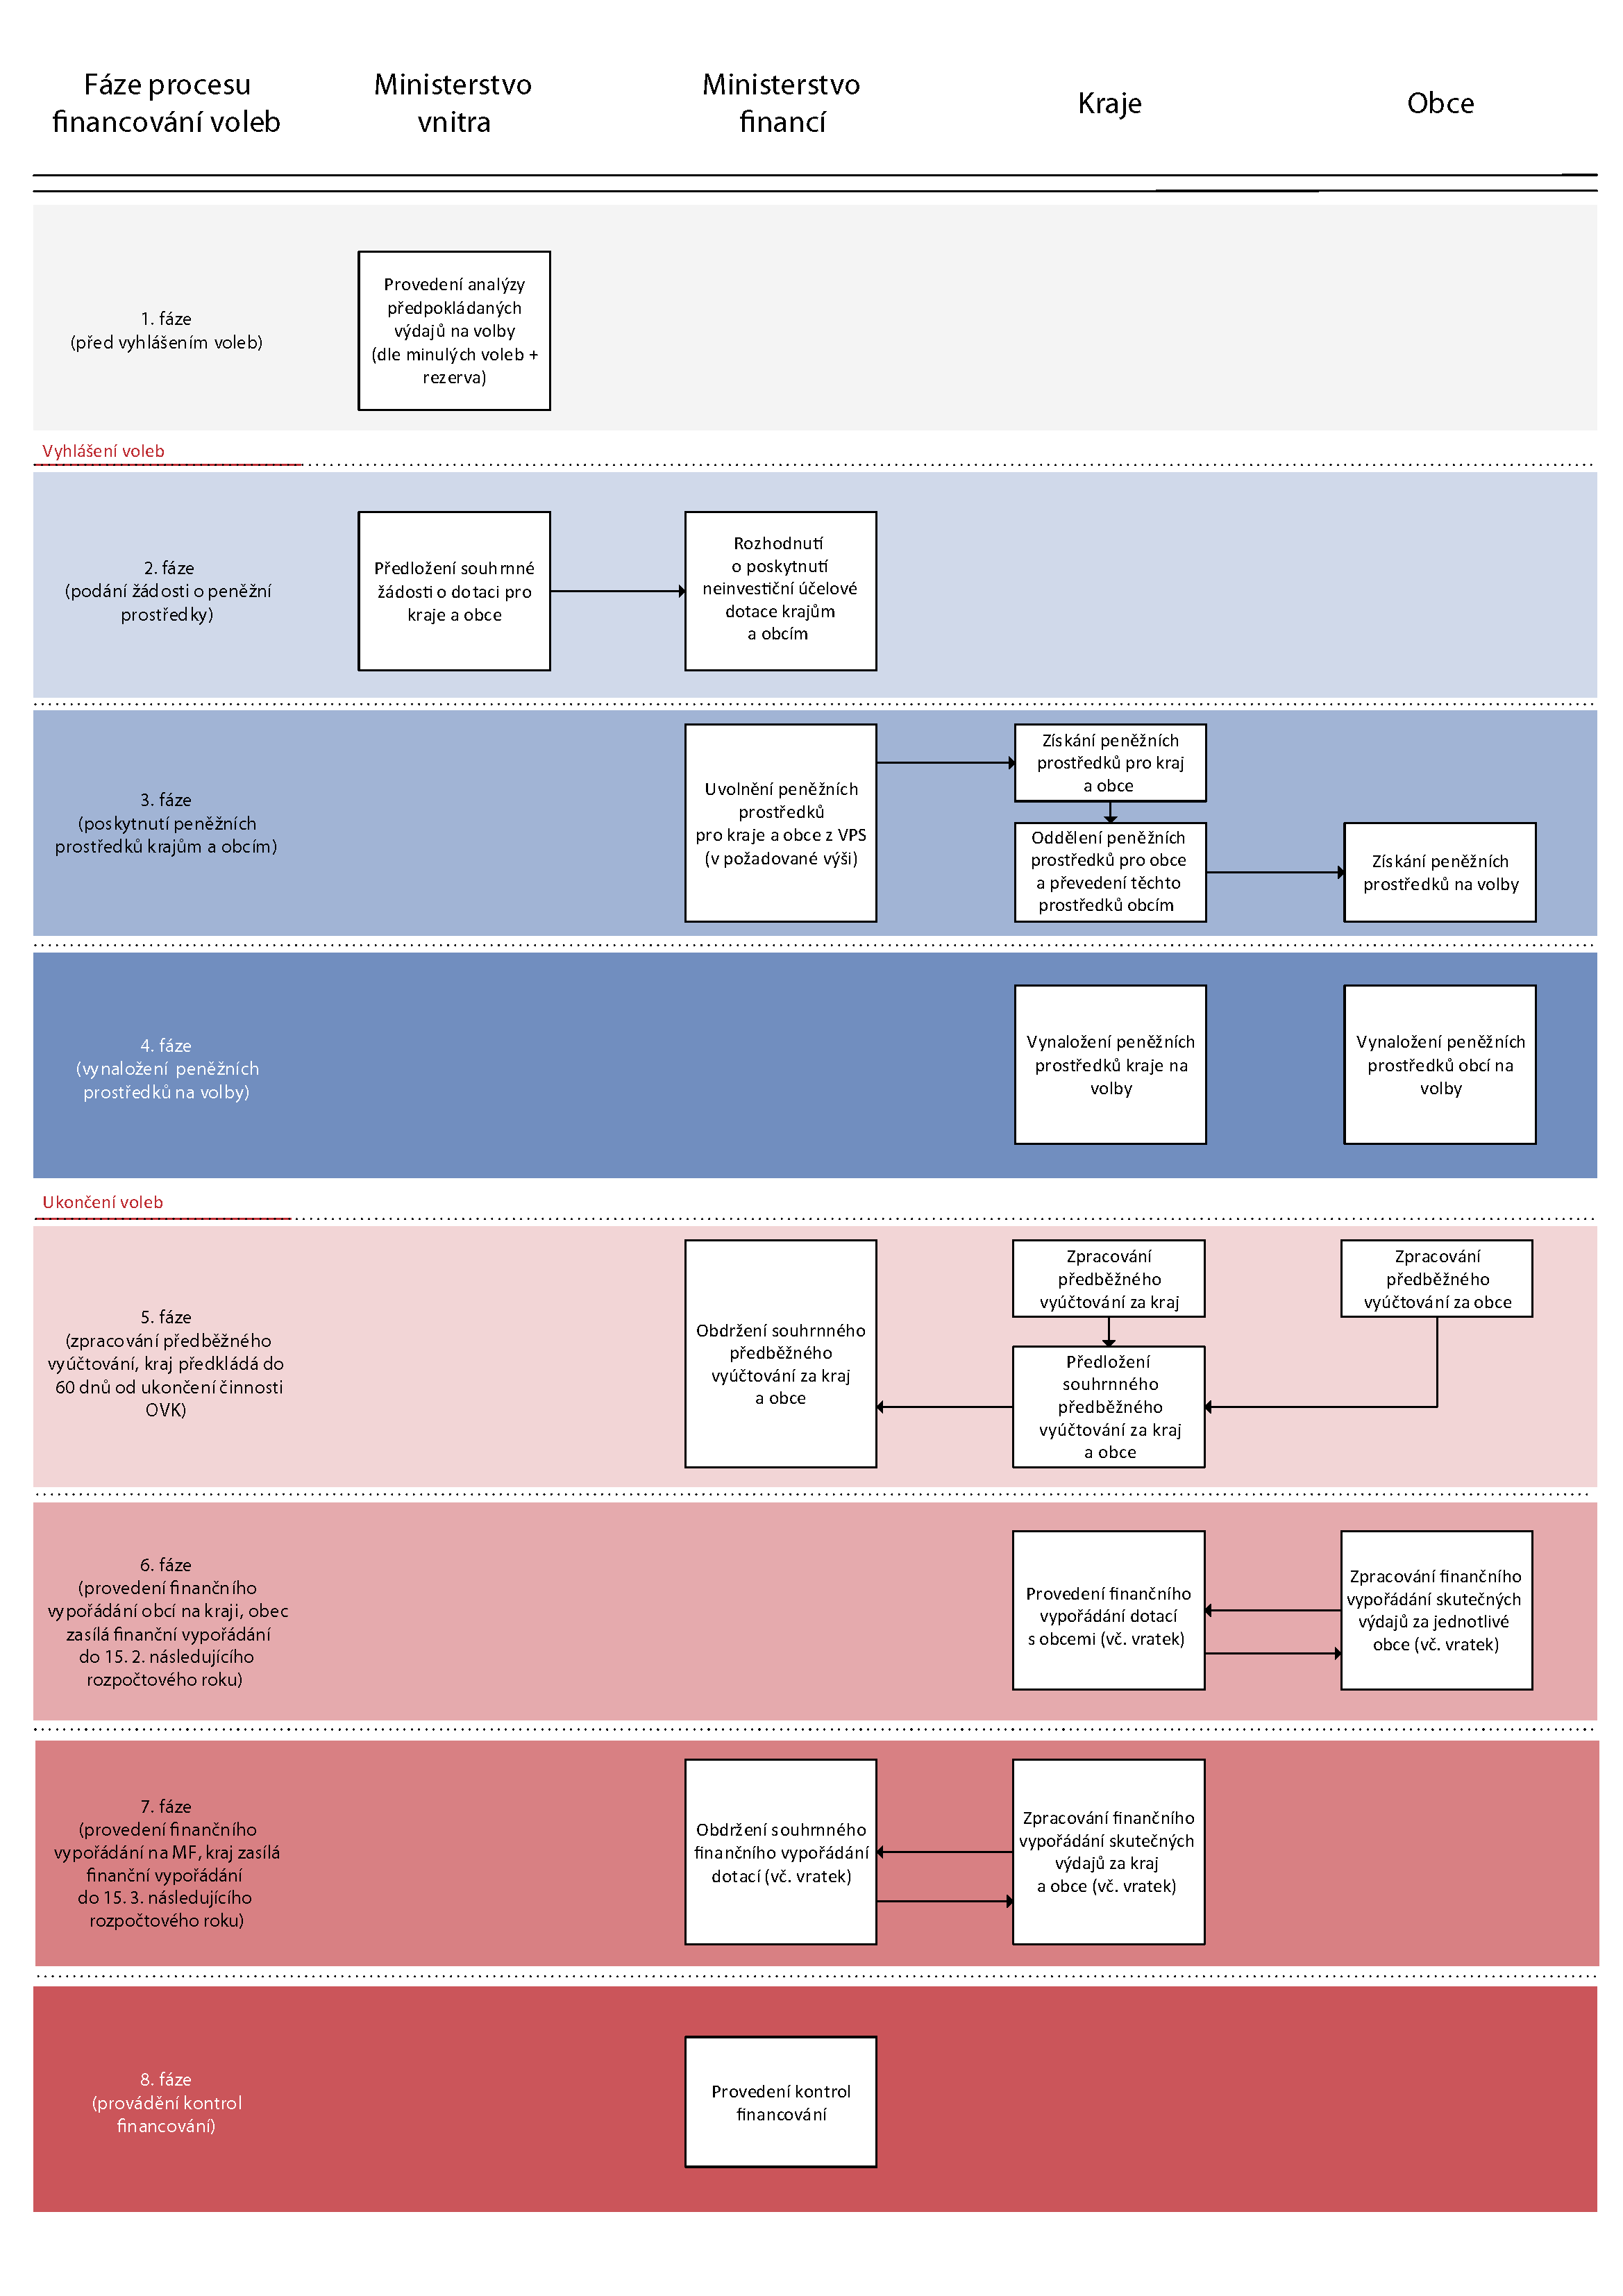 Fáze procesu
financování voleb
Ministerstvo
vnitra
Ministerstvo
financí
Kraje
Obce
1. fáze
(před vyhlášením voleb)
Provedení analýzy
předpokládaných
výdajů na volby
(dle minulých voleb +
rezerva)
Vyhlášení voleb
2. fáze
(podání žádosti o peněžní
prostředky)
Předložení souhrnné
žádosti o dotaci pro
kraje a obce
Rozhodnutí
o poskytnutí
neinvestiční účelové
dotace krajům
a obcím
3. fáze
(poskytnutí peněžních
prostředků krajům a obcím)
Uvolnění peněžních
prostředků
pro kraje a obce z VPS
(v požadované výši)
Získání peněžních
prostředků pro kraj
a obce
Oddělení peněžních
prostředků pro obce
a převedení těchto
prostředků obcím
Získání peněžních
prostředků na volby
4. fáze
(vynaložení peněžních
prostředků na volby)
Vynaložení peněžních
prostředků kraje na
volby
Vynaložení peněžních
prostředků obcí na
volby
Ukončení voleb
5. fáze
(zpracování předběžného
vyúčtování, kraj předkládá do
60 dnů od ukončení činnosti
OVK)
Obdržení souhrnného
předběžného
vyúčtování za kraj
a obce
Zpracování
předběžného
vyúčtování za kraj
Předložení
souhrnného
předběžného
vyúčtování za kraj
a obce
Zpracování
předběžného
vyúčtování za obce
6. fáze
(provedení finančního
vypořádání obcí na kraji, obec
zasílá finanční vypořádání
do 15. 2. následujícího
rozpočtového roku)
Provedení finančního
vypořádání dotací
s obcemi (vč. vratek)
Zpracování finančního
vypořádání skutečných
výdajů za jednotlivé
obce (vč. vratek)
7. fáze
(provedení finančního
vypořádání na MF, kraj zasílá
finanční vypořádání
do 15. 3. následujícího
rozpočtového roku)
Obdržení souhrnného
finančního vypořádání
dotací (vč. vratek)
Zpracování finančního
vypořádání skutečných
výdajů za kraj
a obce (vč. vratek)
8. fáze
(provádění kontrol
financování)
Provedení kontrol
financování